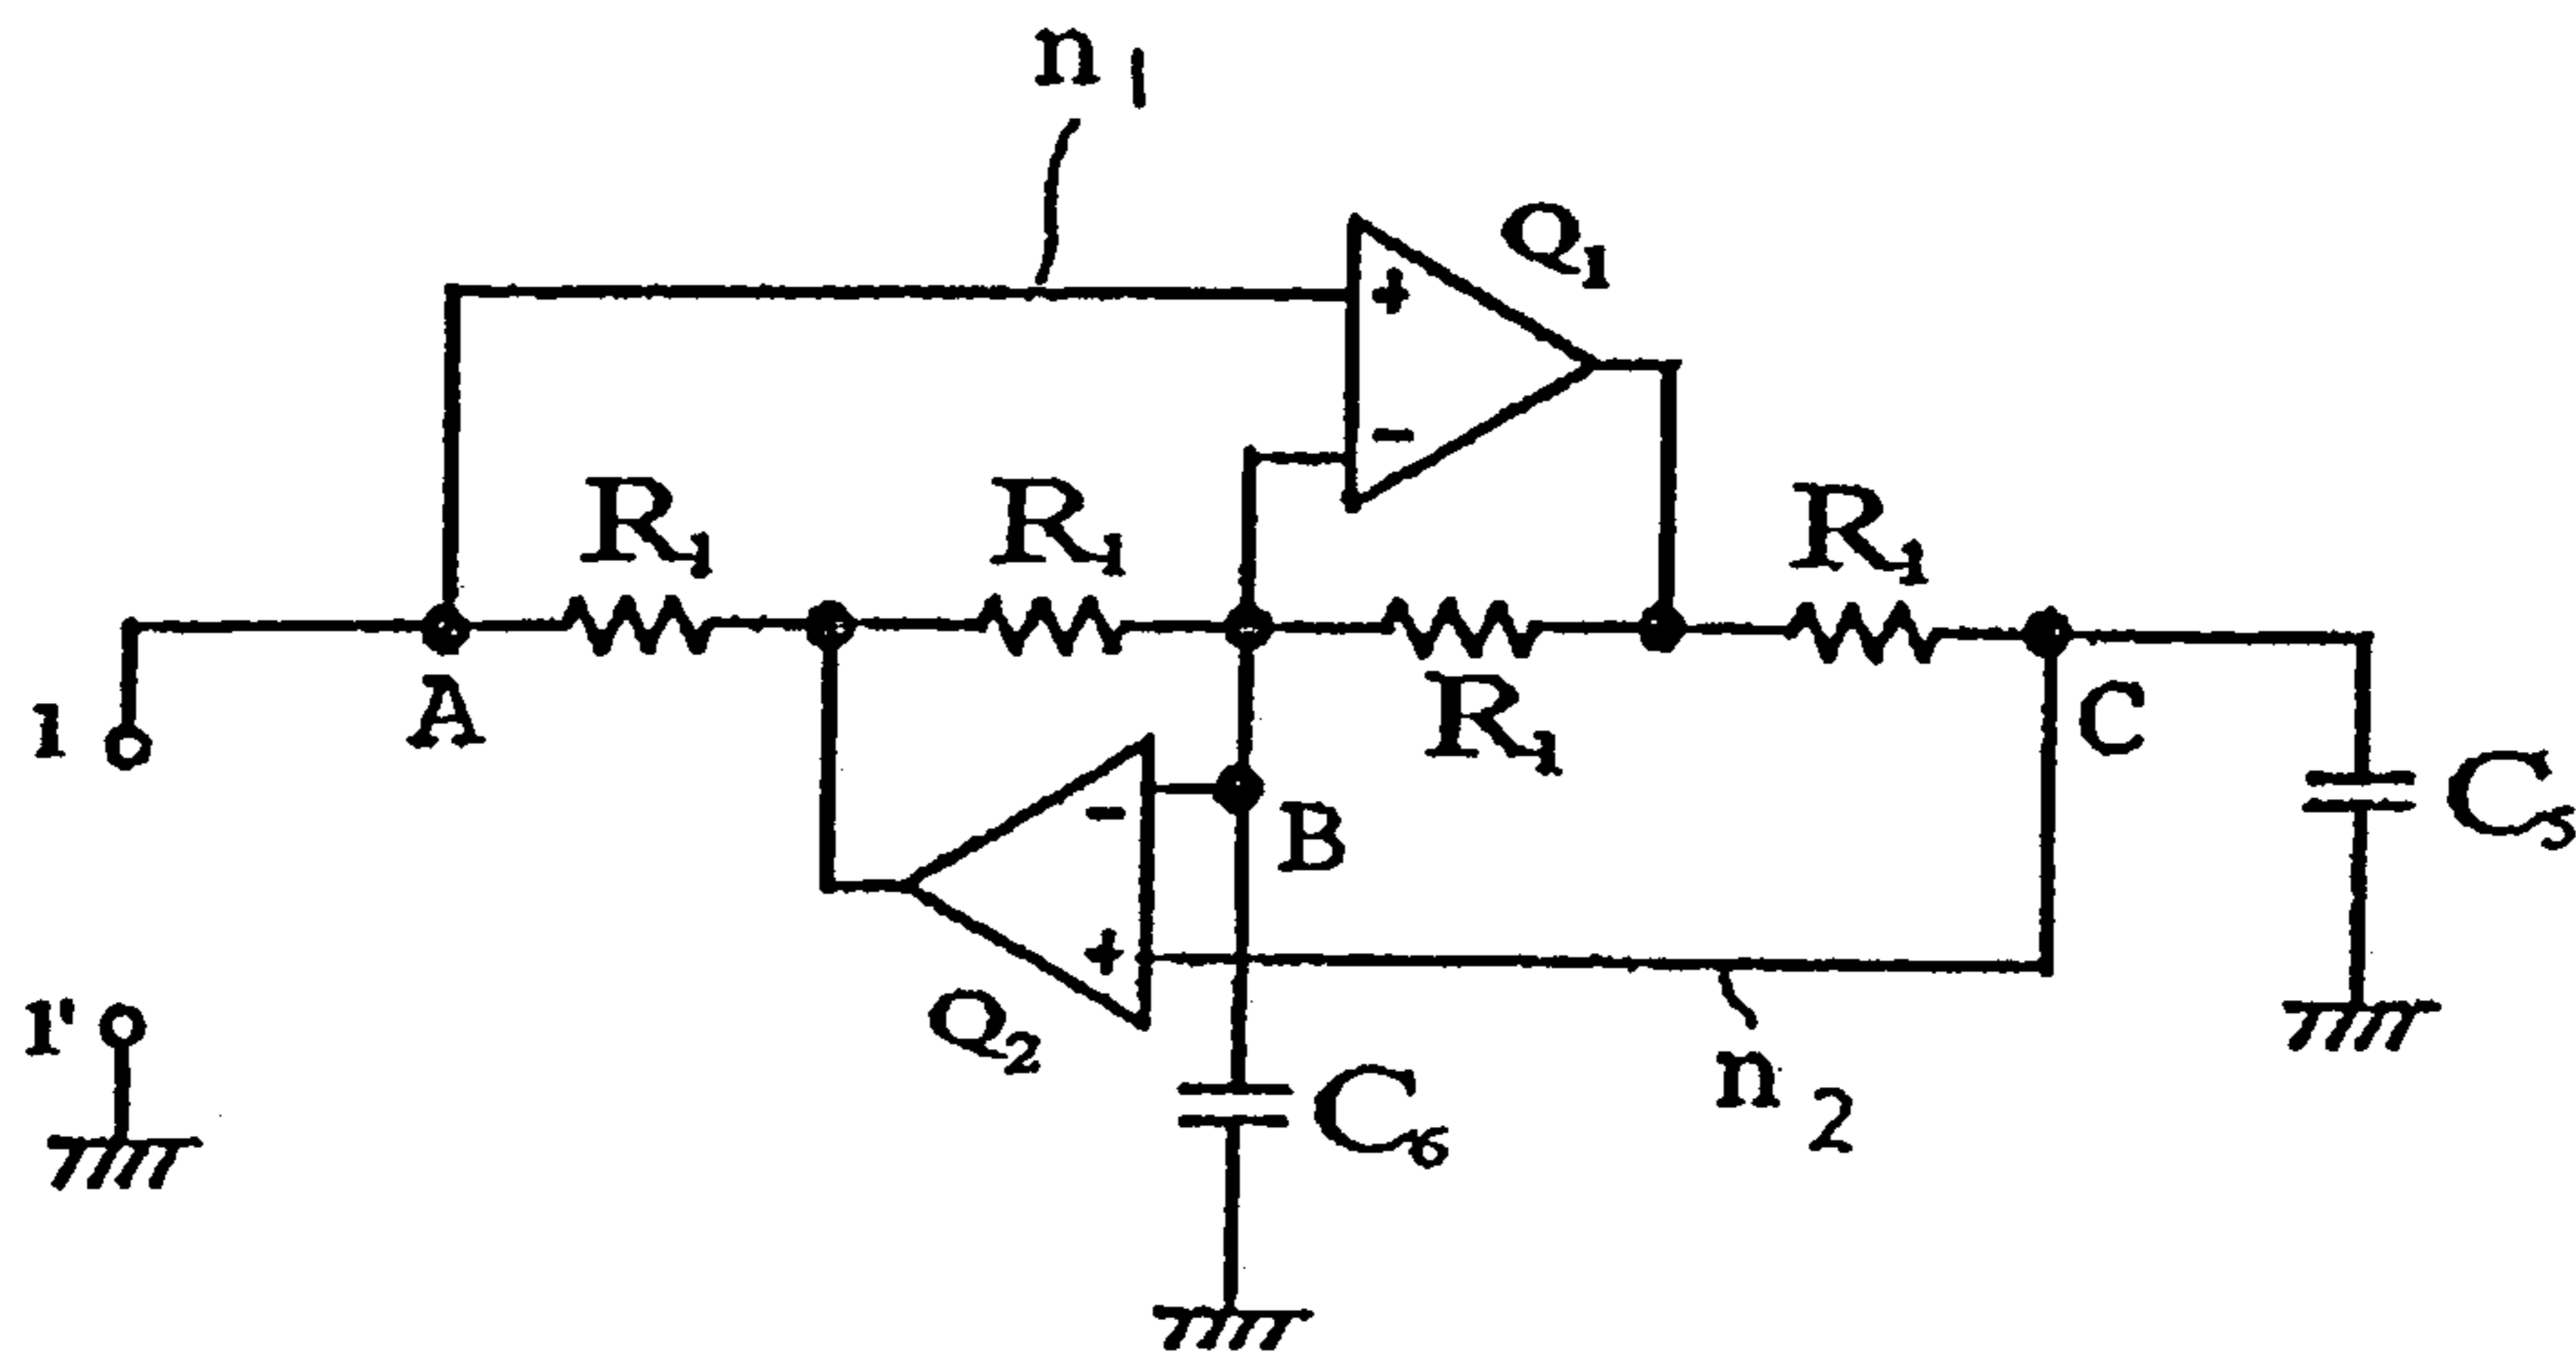 n₁
Q₁
+
-
R₁
R₁
R₁
A
R₁
C
1
-
B
C₅
+
1'
Q₂
n₂
C₆